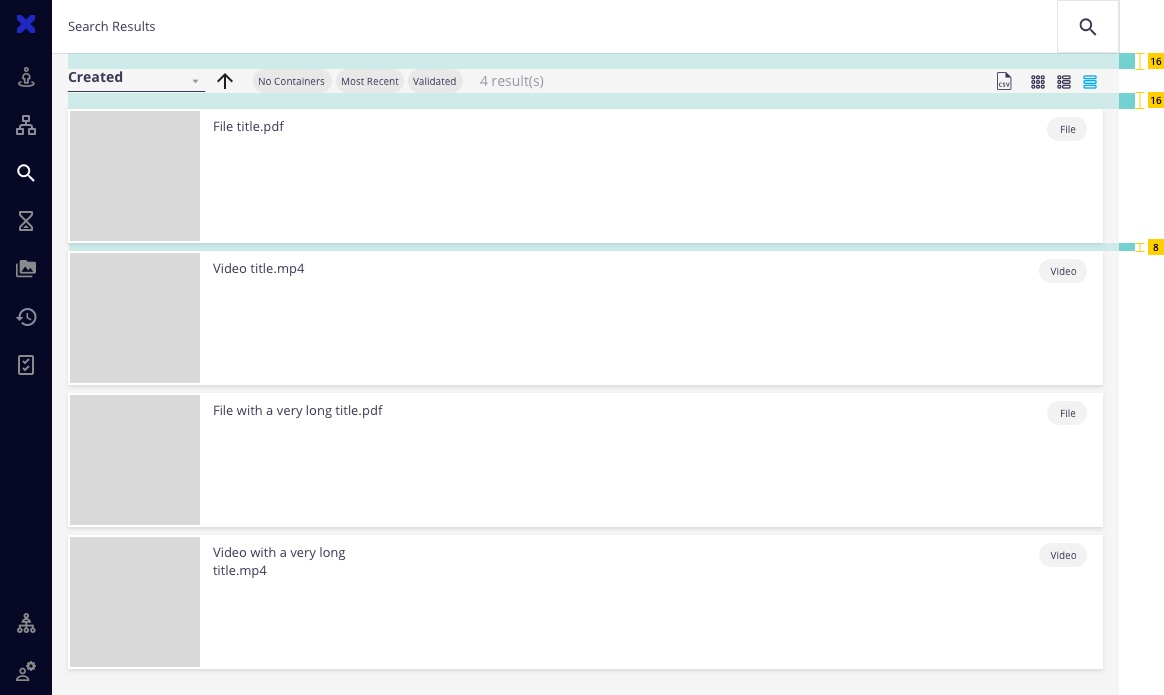 Search Results
16
Created
No Containers
Most Recent
Validated
4 result(s)
CSV
16
File title.pdf
File
8
Video title.mp4
Video
File with a very long title.pdf
File
Video with a very long
title.mp4
Video